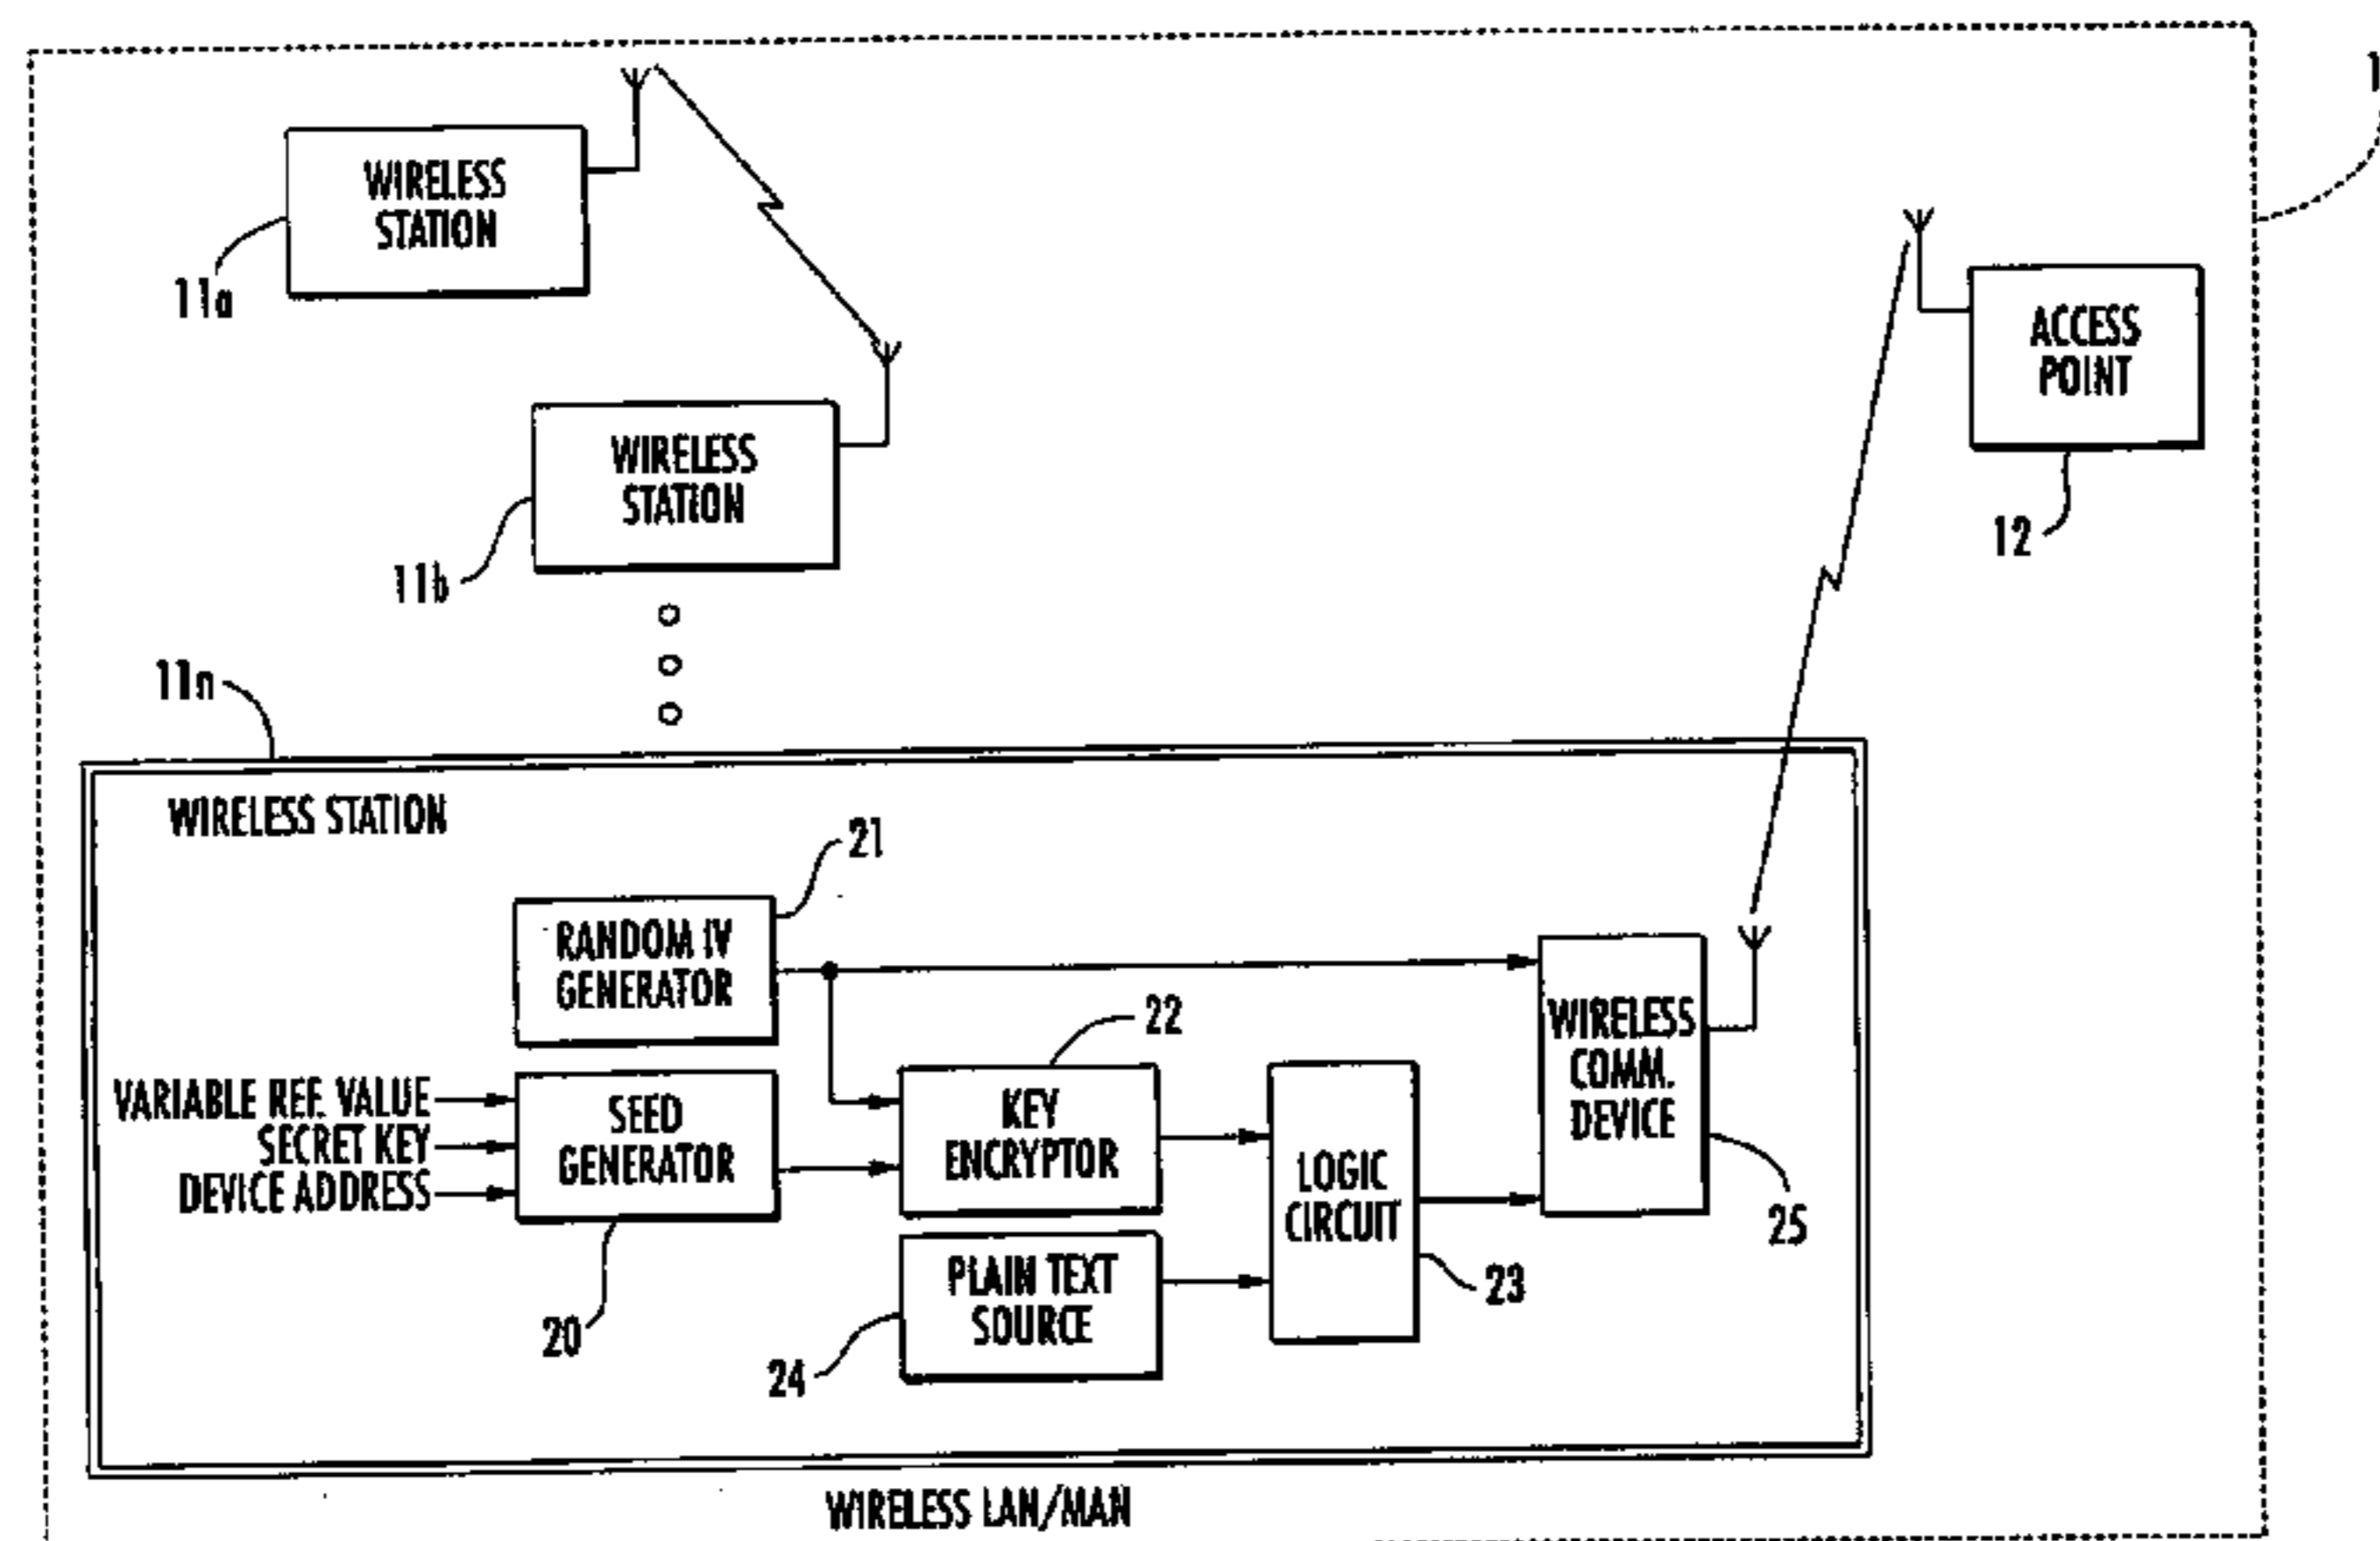 WIRELESS
STATION
11a
ACCESS
POINT
12
WIRELESS
STATION
11b
11n
WIRELESS STATION
21
RANDOM IV
GENERATOR
22
WIRELESS
COMM.
DEVICE
25
VARIABLE REF. VALUE
SECRET KEY
DEVICE ADDRESS
SEED
GENERATOR
20
KEY
ENCRYPTOR
LOGIC
CIRCUIT
23
PLAIN TEXT
SOURCE
24
WIRELESS LAN/MAN